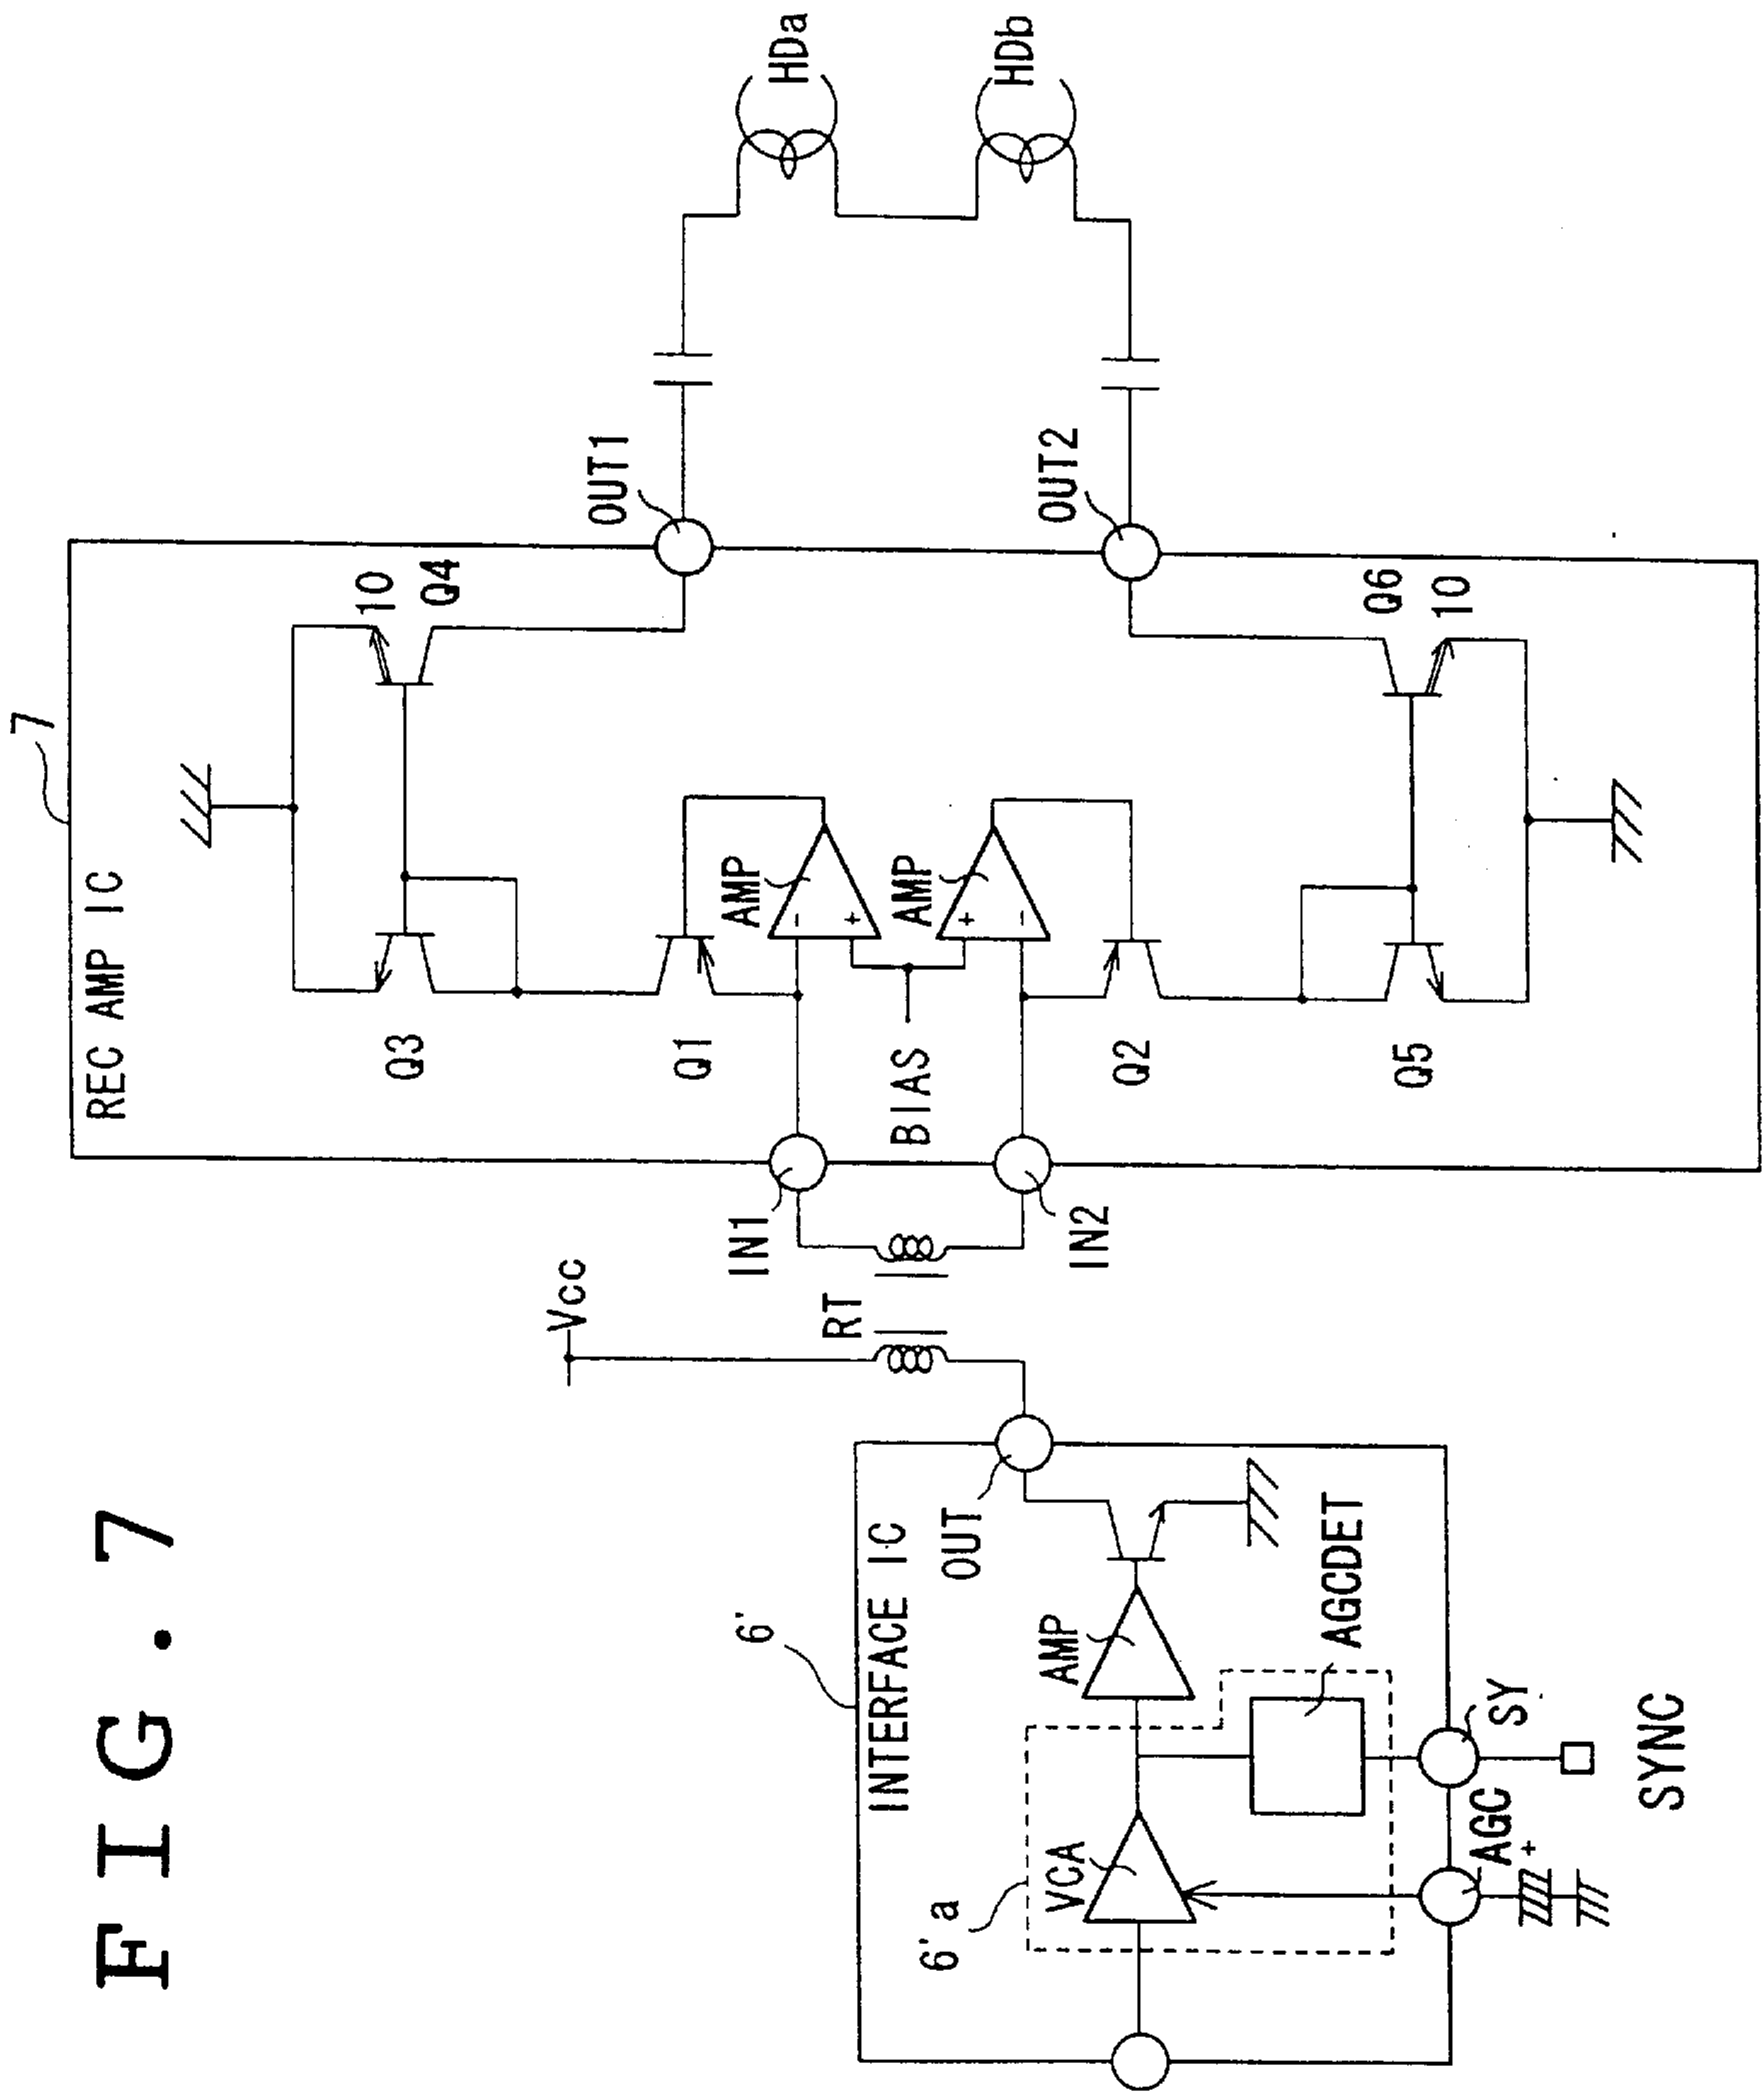 FIG. 7
7
REC AMP IC
Q3
10
Q4
OUT1
HDa
Q1
AMP
-
+
IN1
BIAS
AMP
+
-
IN2
OUT2
HDb
Q2
Q5
Q6
10
Vcc
RT
6'
INTERFACE IC
OUT
6'a
VCA
AMP
AGCDET
AGC
+
SY
SYNC